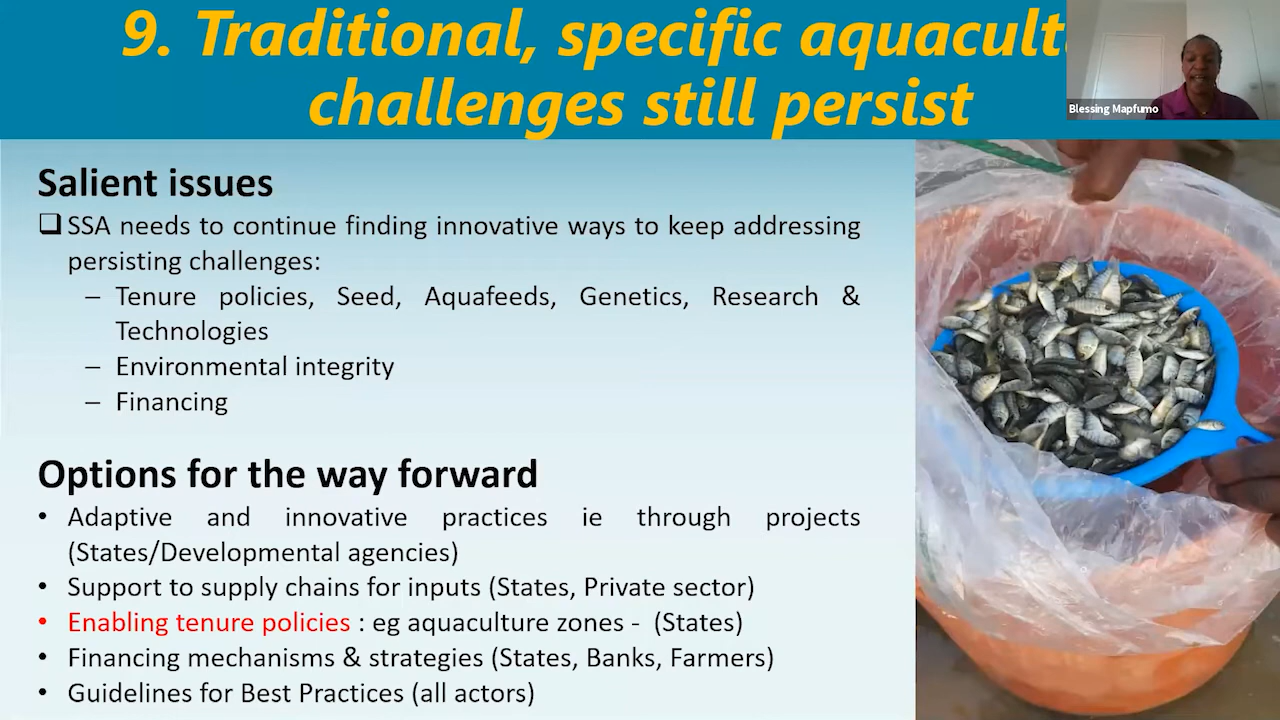 9. Traditional, specific aquacult
challenges still persist
Blessing Mapfumo
Salient issues
❑ SSA needs to continue finding innovative ways to keep addressing
persisting challenges:
– Tenure policies, Seed, Aquafeeds, Genetics, Research &
Technologies
– Environmental integrity
– Financing
Options for the way forward
• Adaptive and innovative practices ie through projects
(States/Developmental agencies)
• Support to supply chains for inputs (States, Private sector)
• Enabling tenure policies : eg aquaculture zones - (States)
• Financing mechanisms & strategies (States, Banks, Farmers)
• Guidelines for Best Practices (all actors)